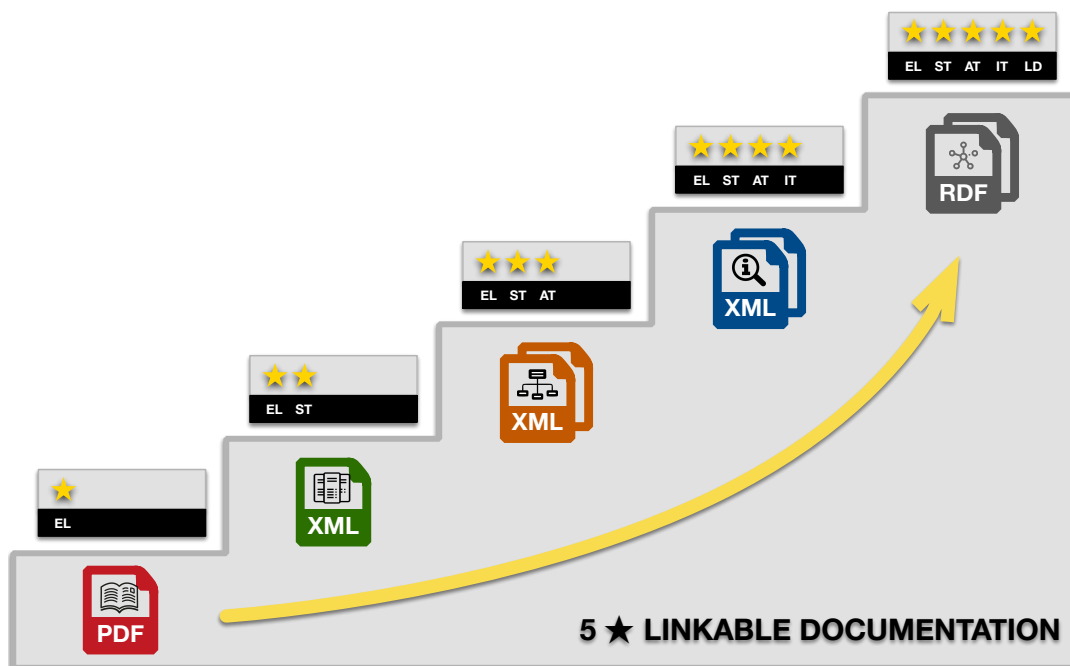 EL ST AT IT LD
RDF
EL ST AT IT
XML
EL ST AT
XML
EL ST
XML
EL
PDF
5 ★ LINKABLE DOCUMENTATION